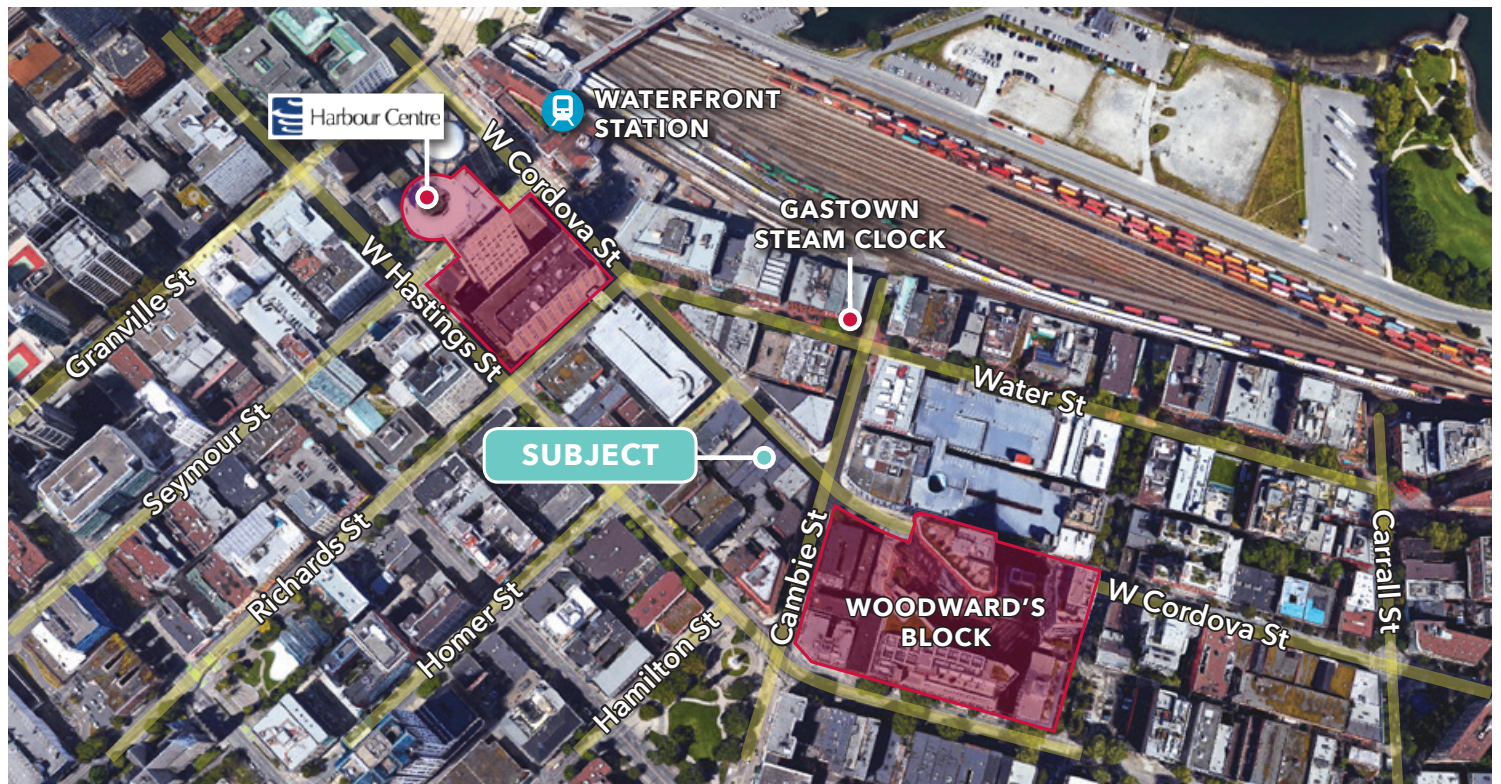 Harbour Centre
WATERFRONT
STATION
W Cordova St
GASTOWN
STEAM CLOCK
W Hastings St
Granville St
Water St
SUBJECT
Seymour St
Richards St
Cambie St
Carrall St
Homer St
Hamilton St
WOODWARD'S
BLOCK
W Cordova St